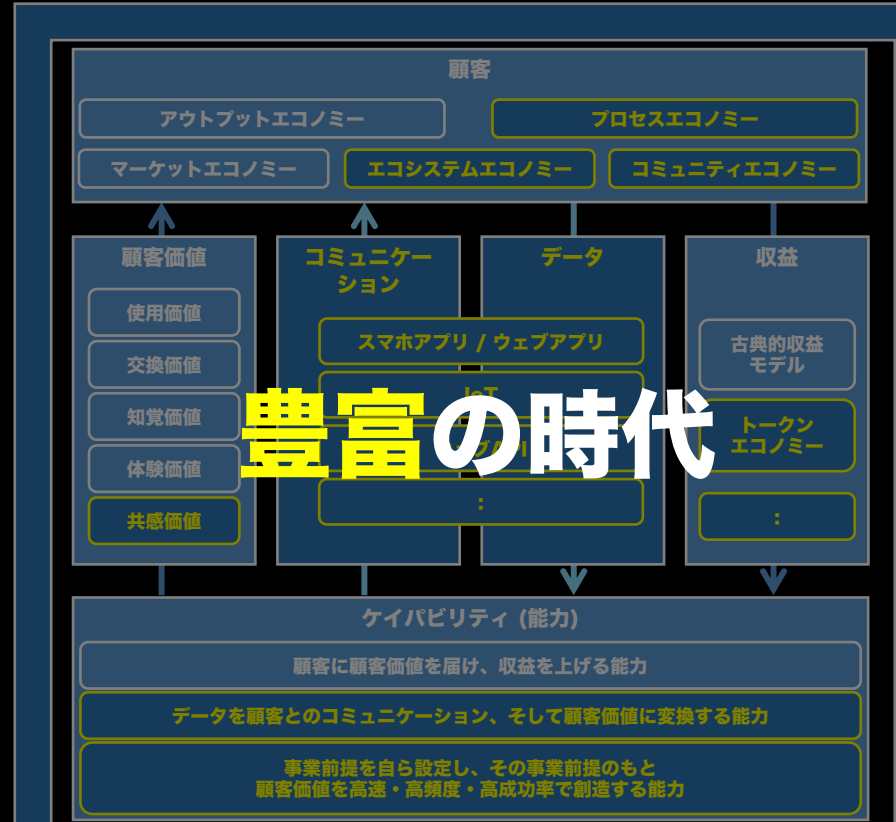 顧客
アウトプットエコノミー
プロセスエコノミー
マーケットエコノミー
エコシステムエコノミー
コミュニティエコノミー
顧客価値
使用価値
交換価値
知覚価値
体験価値
共感価値
コミュニケー
ション
データ
スマホアプリ / ウェブアプリ
IoT
:
収益
古典的収益
モデル
トークン
エコノミー
:
豊富の時代
ケイパビリティ (能力)
顧客に顧客価値を届け、収益を上げる能力
データを顧客とのコミュニケーション、そして顧客価値に変換する能力
事業前提を自ら設定し、その事業前提のもと
顧客価値を高速・高頻度・高成功率で創造する能力